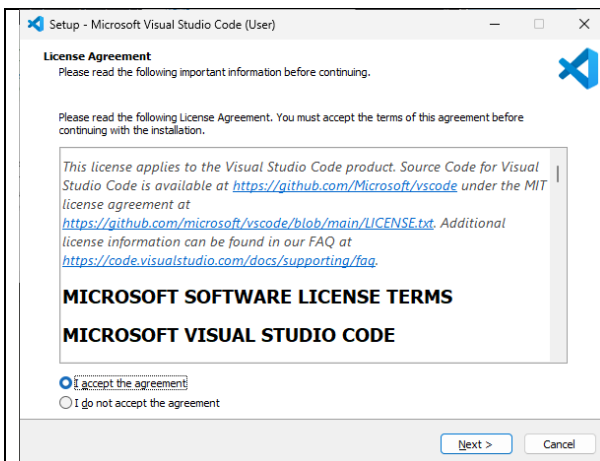 Setup - Microsoft Visual Studio Code (User)
License Agreement
Please read the following important information before continuing.
Please read the following License Agreement. You must accept the terms of this agreement before
continuing with the installation.
This license applies to the Visual Studio Code product. Source Code for Visual
Studio Code is available at https://github.com/Microsoft/vscode under the MIT
license agreement at
https://github.com/microsoft/vscode/blob/main/LICENSE.txt. Additional
license information can be found in our FAQ at
https://code.visualstudio.com/docs/supporting/faq.
MICROSOFT SOFTWARE LICENSE TERMS
MICROSOFT VISUAL STUDIO CODE
I accept the agreement
I do not accept the agreement
Next >
Cancel